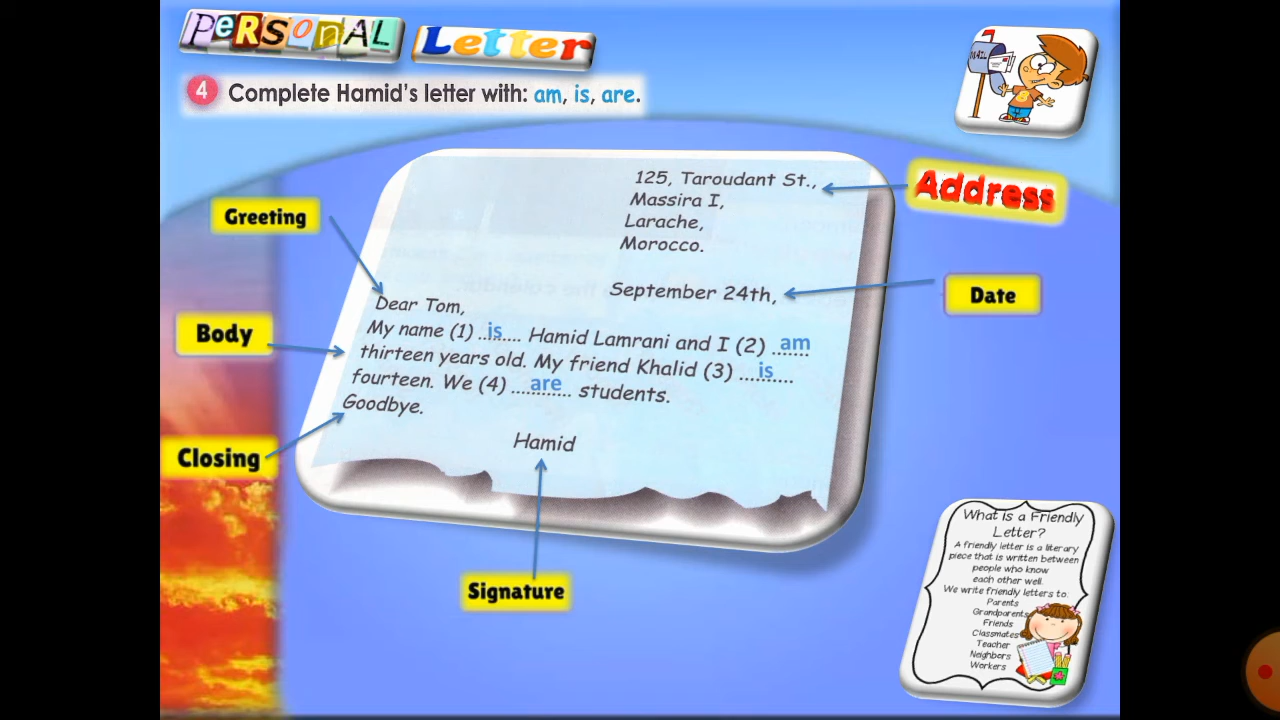 PeRSOnAL Letter
4 Complete Hamid's letter with: am, is, are.
125, Taroudant St.,
Massira I,
Larache,
Morocco.
Address
Greeting
September 24th,
Date
Dear Tom,
Body
My name (1) ..is..... Hamid Lamrani and I (2) ..am.....
thirteen years old. My friend Khalid (3) ...is......
fourteen. We (4) ....are...... students.
Goodbye.
Closing
Hamid
Signature
What is a Friendly
Letter?
A friendly letter is a literary
piece that is written between
people who know
each other well.
We write friendly letters to.
Parents
Grandparents
Friends
Classmates
Teacher
Neighbors
Workers